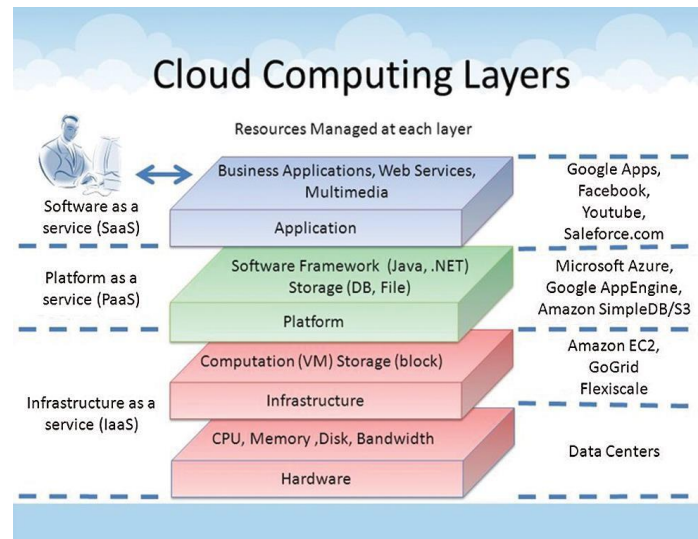 Cloud Computing Layers
Resources Managed at each layer
Software as a
service (SaaS)
Business Applications, Web Services,
Multimedia
Application
Google Apps,
Facebook,
Youtube,
Saleforce.com
Platform as a
service (PaaS)
Software Framework (Java, .NET)
Storage (DB, File)
Platform
Microsoft Azure,
Google AppEngine,
Amazon SimpleDB/S3
Infrastructure as a
service (IaaS)
Computation (VM) Storage (block)
Infrastructure
Amazon EC2,
GoGrid
Flexiscale
CPU, Memory ,Disk, Bandwidth
Hardware
Data Centers